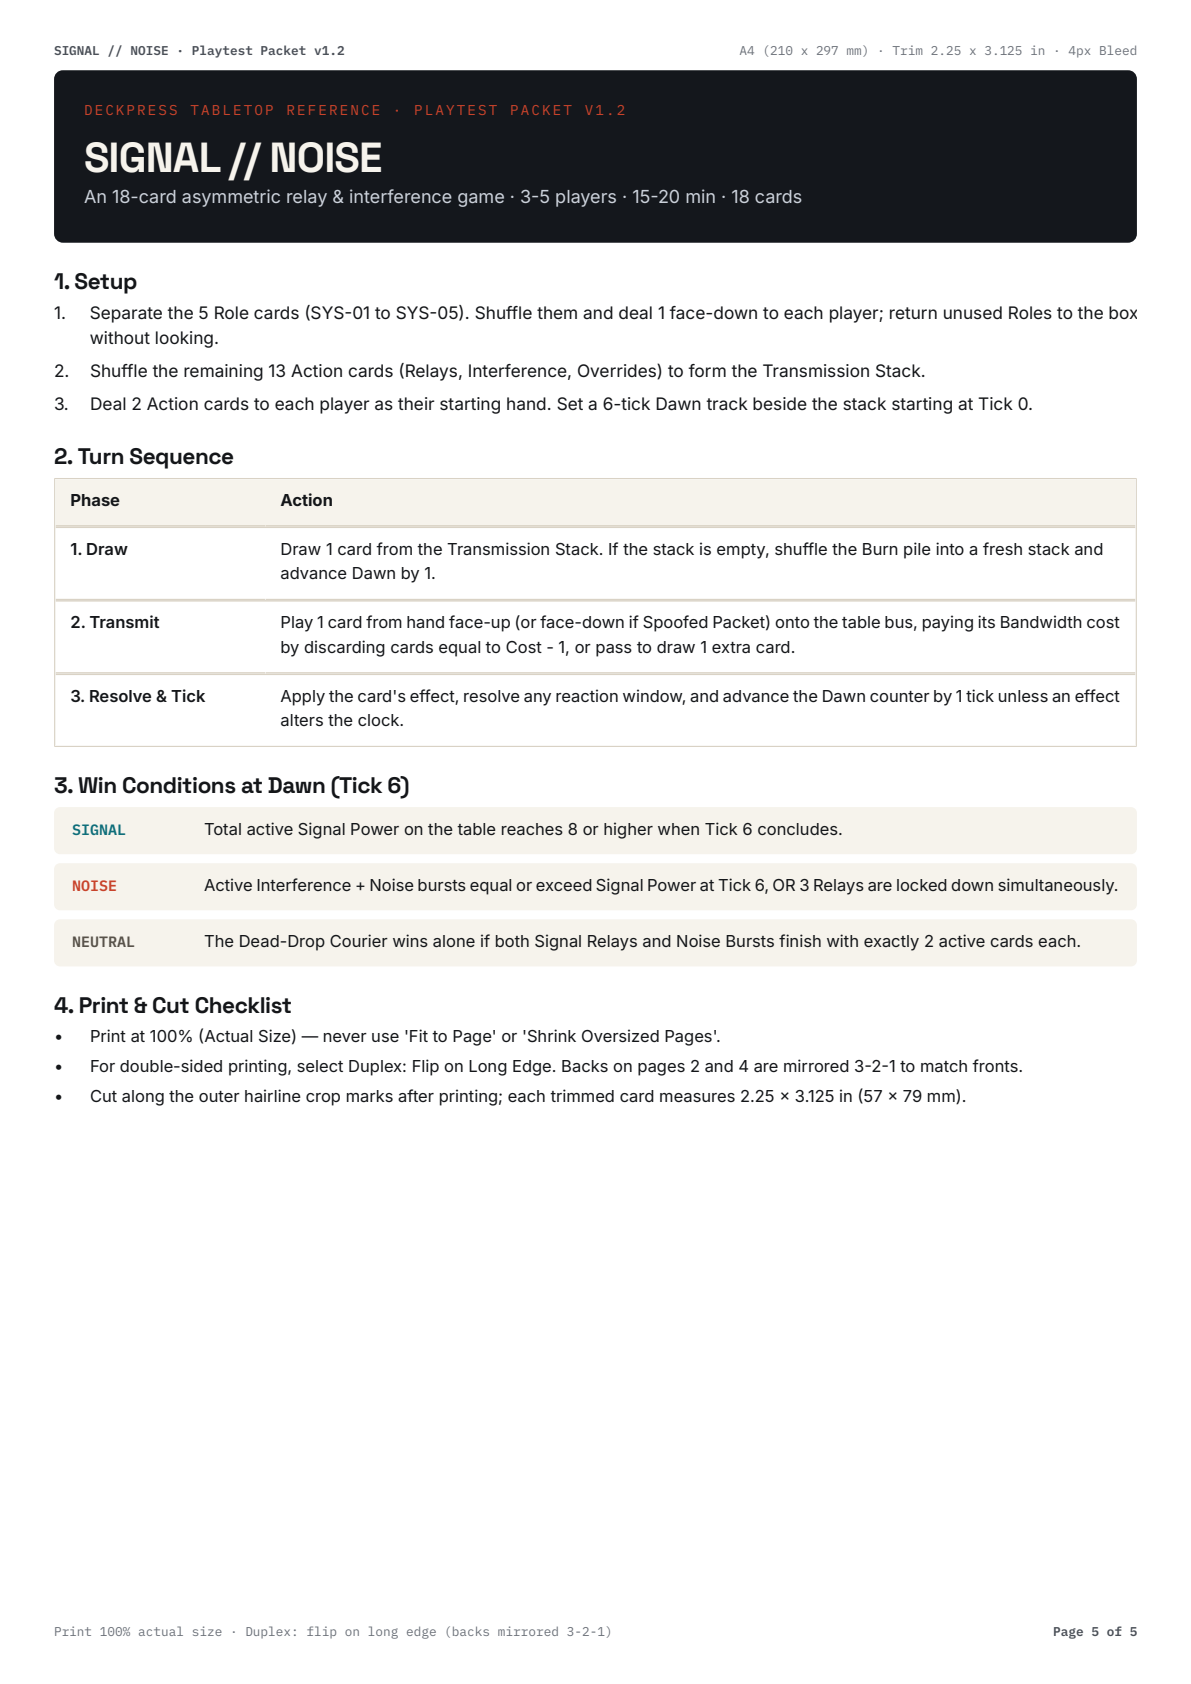 SIGNAL // NOISE · Playtest Packet v1.2
A4 (210 x 297 mm) · Trim 2.25 x 3.125 in · 4px Bleed
DECKPRESS TABLETOP REFERENCE · PLAYTEST PACKET V1.2
SIGNAL // NOISE
An 18-card asymmetric relay & interference game · 3-5 players · 15-20 min · 18 cards
1. Setup
1. Separate the 5 Role cards (SYS-01 to SYS-05). Shuffle them and deal 1 face-down to each player; return unused Roles to the box
without looking.
2. Shuffle the remaining 13 Action cards (Relays, Interference, Overrides) to form the Transmission Stack.
3. Deal 2 Action cards to each player as their starting hand. Set a 6-tick Dawn track beside the stack starting at Tick 0.
2. Turn Sequence
Phase Action
1. Draw Draw 1 card from the Transmission Stack. If the stack is empty, shuffle the Burn pile into a fresh stack and
advance Dawn by 1.
2. Transmit Play 1 card from hand face-up (or face-down if Spoofed Packet) onto the table bus, paying its Bandwidth cost
by discarding cards equal to Cost - 1, or pass to draw 1 extra card.
3. Resolve & Tick Apply the card's effect, resolve any reaction window, and advance the Dawn counter by 1 tick unless an effect
alters the clock.
3. Win Conditions at Dawn (Tick 6)
SIGNAL Total active Signal Power on the table reaches 8 or higher when Tick 6 concludes.
NOISE Active Interference + Noise bursts equal or exceed Signal Power at Tick 6, OR 3 Relays are locked down simultaneously.
NEUTRAL The Dead-Drop Courier wins alone if both Signal Relays and Noise Bursts finish with exactly 2 active cards each.
4. Print & Cut Checklist
• Print at 100% (Actual Size) — never use 'Fit to Page' or 'Shrink Oversized Pages'.
• For double-sided printing, select Duplex: Flip on Long Edge. Backs on pages 2 and 4 are mirrored 3-2-1 to match fronts.
• Cut along the outer hairline crop marks after printing; each trimmed card measures 2.25 × 3.125 in (57 × 79 mm).
Print 100% actual size · Duplex: flip on long edge (backs mirrored 3-2-1)
Page 5 of 5